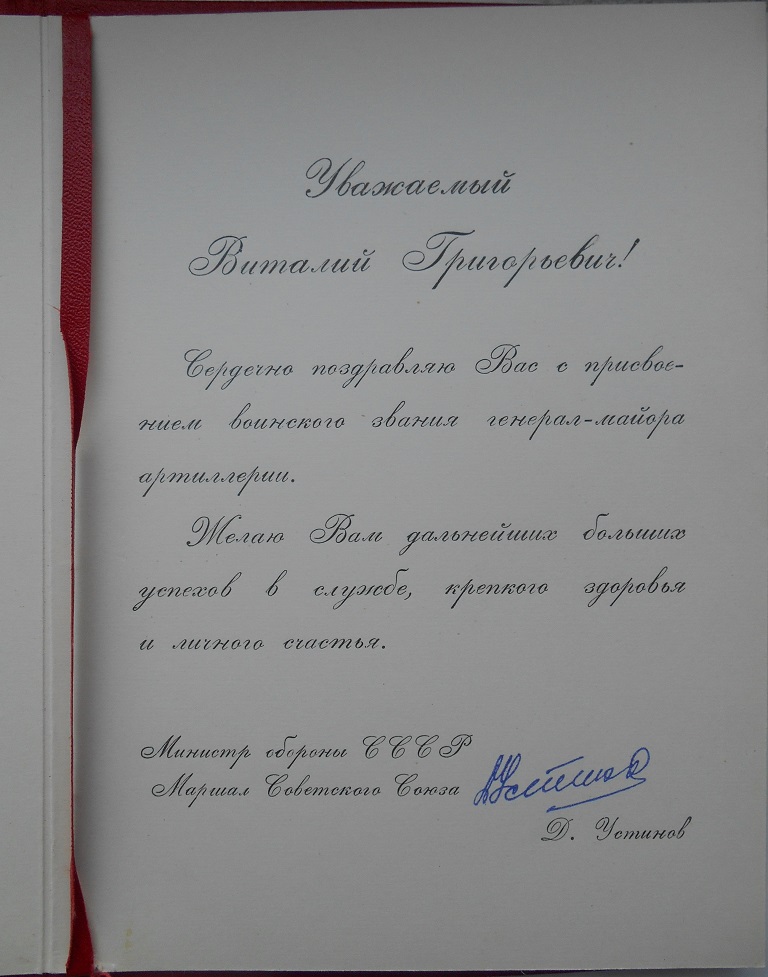 Уважаемый
Виталий Григорьевич!
Сердечно поздравляю Вас с присвое-
нием воинского звания генерал-майора
артиллерии.
Желаю Вам дальнейших больших
успехов в службе, крепкого здоровья
и личного счастья.
Министр обороны СССР
Маршал Советского Союза
ДУстинов
Д. Устинов